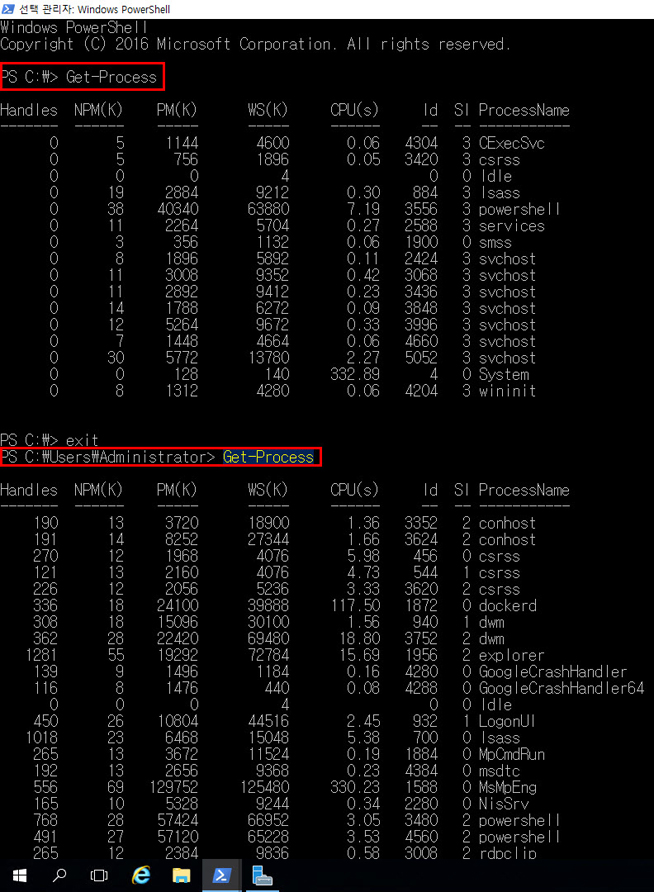 선택 관리자: Windows PowerShell
Windows PowerShell
Copyright (C) 2016 Microsoft Corporation. All rights reserved.
PS C:₩> Get-Process
Handles NPM(K) PM(K) WS(K) CPU(s) Id SI ProcessName
------- ------ ----- ----- ------ -- -- -----------
0 5 1144 4600 0.06 4304 3 CExecSvc
0 5 756 1896 0.05 3420 3 csrss
0 0 0 4 0 0 Idle
0 19 2884 9212 0.30 884 3 lsass
0 38 40340 63880 7.19 3556 3 powershell
0 11 2264 5704 0.27 2588 3 services
0 3 356 1132 0.06 1900 0 smss
0 8 1896 5892 0.11 2424 3 svchost
0 11 3008 9352 0.42 3068 3 svchost
0 11 2892 9412 0.23 3436 3 svchost
0 14 1788 6272 0.09 3848 3 svchost
0 12 5264 9672 0.33 3996 3 svchost
0 7 1448 4664 0.06 4660 3 svchost
0 30 5772 13780 2.27 5052 3 svchost
0 0 128 140 332.89 4 0 System
0 8 1312 4280 0.06 4204 3 wininit
PS C:₩> exit
PS C:₩Users₩Administrator> Get-Process
Handles NPM(K) PM(K) WS(K) CPU(s) Id SI ProcessName
------- ------ ----- ----- ------ -- -- -----------
190 13 3720 18900 1.36 3352 2 conhost
191 14 8252 27344 1.66 3624 2 conhost
270 12 1968 4076 5.98 456 0 csrss
121 13 2160 4076 4.73 544 1 csrss
226 12 2056 5236 3.33 3620 2 csrss
336 18 24100 39888 117.50 1872 0 dockerd
308 18 15096 30100 1.56 940 1 dwm
362 28 22420 69480 18.80 3752 2 dwm
1281 55 19292 72784 15.69 1956 2 explorer
139 9 1496 1184 0.16 4280 0 GoogleCrashHandler
116 8 1476 440 0.08 4288 0 GoogleCrashHandler64
0 0 0 4 0 0 Idle
450 26 10804 44516 2.45 932 1 LogonUI
1018 23 6468 15048 5.38 700 0 lsass
265 13 3672 11524 0.19 1884 0 MpCmdRun
192 13 2656 9368 0.23 4384 0 msdtc
556 69 129752 125480 330.23 1588 0 MsMpEng
165 10 5328 9244 0.34 2280 0 NisSrv
768 28 57424 66952 3.05 3480 2 powershell
491 27 57120 65228 3.53 4560 2 powershell
265 12 2384 9836 0.58 3008 2 rdpclip